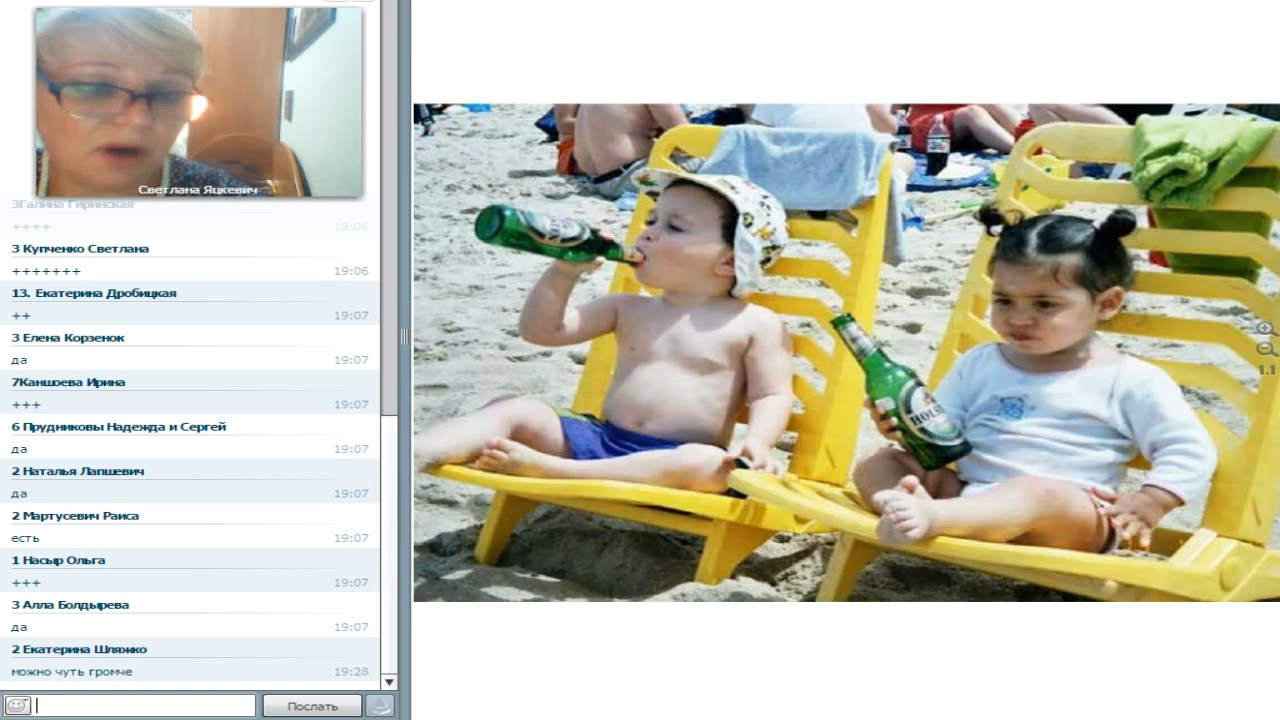 Светлана Яцкевич
3Галина Гиринская
++++ 19:06
3 Купченко Светлана
+++++++ 19:06
13. Екатерина Дробицкая
++ 19:07
3 Елена Корзенок
да 19:07
7Каншоева Ирина
+++ 19:07
6 Прудниковы Надежда и Сергей
да 19:07
2 Наталья Лапшевич
да 19:07
2 Мартусевич Раиса
есть 19:07
1 Насыр Ольга
+++ 19:07
3 Алла Болдырева
да 19:07
2 Екатерина Шляжко
можно чуть громче 19:28
Послать
1:1